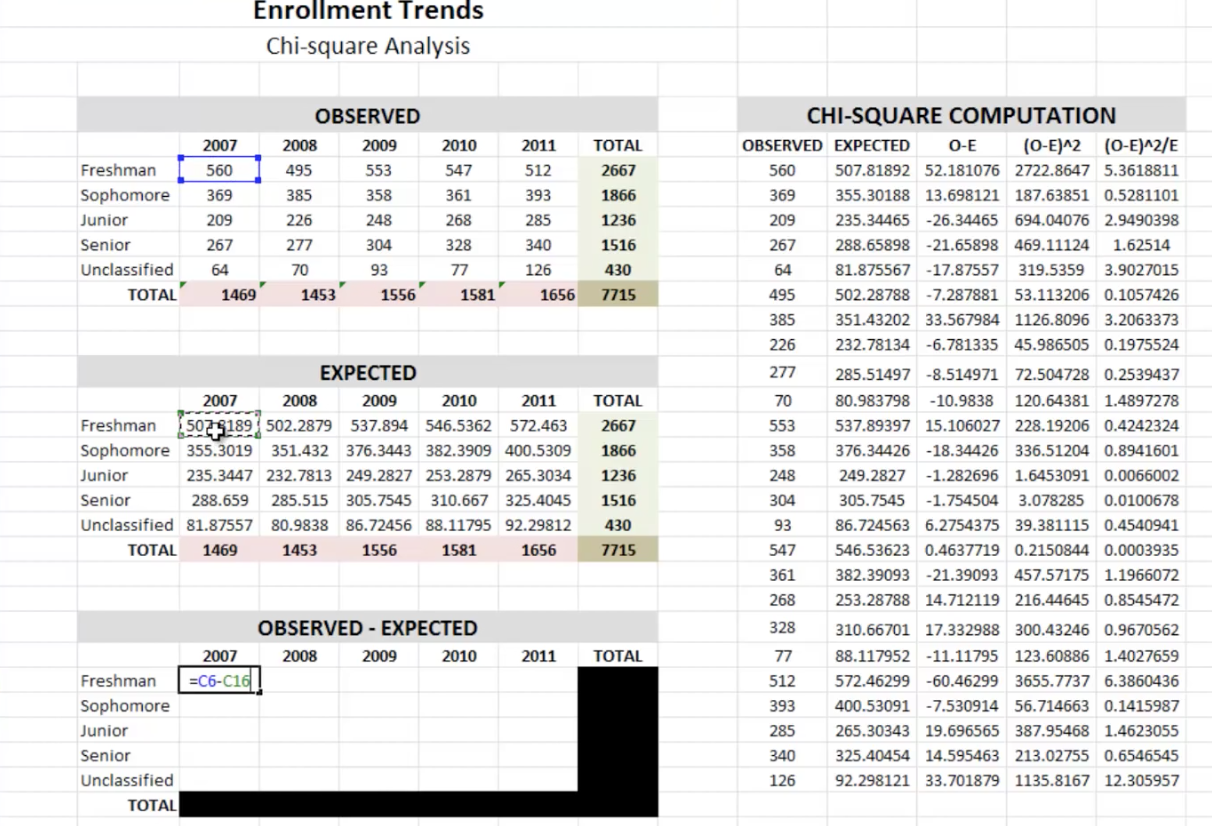 Enrollment Trends
Chi-square Analysis
OBSERVED
2007 2008 2009 2010 2011 TOTAL
Freshman 560 495 553 547 512 2667
Sophomore 369 385 358 361 393 1866
Junior 209 226 248 268 285 1236
Senior 267 277 304 328 340 1516
Unclassified 64 70 93 77 126 430
TOTAL 1469 1453 1556 1581 1656 7715
EXPECTED
2007 2008 2009 2010 2011 TOTAL
Freshman 502.2879 537.894 546.5362 572.463 2667
Sophomore 355.3019 351.432 376.3443 382.3909 400.5309 1866
Junior 235.3447 232.7813 249.2827 253.2879 265.3034 1236
Senior 288.659 285.515 305.7545 310.667 325.4045 1516
Unclassified 81.87557 80.9838 86.72456 88.11795 92.29812 430
TOTAL 1469 1453 1556 1581 1656 7715
OBSERVED - EXPECTED
2007 2008 2009 2010 2011 TOTAL
Freshman =C6-C16
Sophomore
Junior
Senior
Unclassified
TOTAL
CHI-SQUARE COMPUTATION
OBSERVED EXPECTED O-E (O-E)^2 (O-E)^2/E
560 507.81892 52.181076 2722.8647 5.3618811
369 355.30188 13.698121 187.63851 0.5281101
209 235.34465 -26.34465 694.04076 2.9490398
267 288.65898 -21.65898 469.11124 1.62514
64 81.875567 -17.87557 319.5359 3.9027015
495 502.28788 -7.287881 53.113206 0.1057426
385 351.43202 33.567984 1126.8096 3.2063373
226 232.78134 -6.781335 45.986505 0.1975524
277 285.51497 -8.514971 72.504728 0.2539437
70 80.983798 -10.9838 120.64381 1.4897278
553 537.89397 15.106027 228.19206 0.4242324
358 376.34426 -18.34426 336.51204 0.8941601
248 249.2827 -1.282696 1.6453091 0.0066002
304 305.7545 -1.754504 3.078285 0.0100678
93 86.724563 6.2754375 39.381115 0.4540941
547 546.53623 0.4637719 0.2150844 0.0003935
361 382.39093 -21.39093 457.57175 1.1966072
268 253.28788 14.712119 216.44645 0.8545472
328 310.66701 17.332988 300.43246 0.9670562
77 88.117952 -11.11795 123.60886 1.4027659
512 572.46299 -60.46299 3655.7737 6.3860436
393 400.53091 -7.530914 56.714663 0.1415987
285 265.30343 19.696565 387.95468 1.4623055
340 325.40454 14.595463 213.02755 0.6546545
126 92.298121 33.701879 1135.8167 12.305957